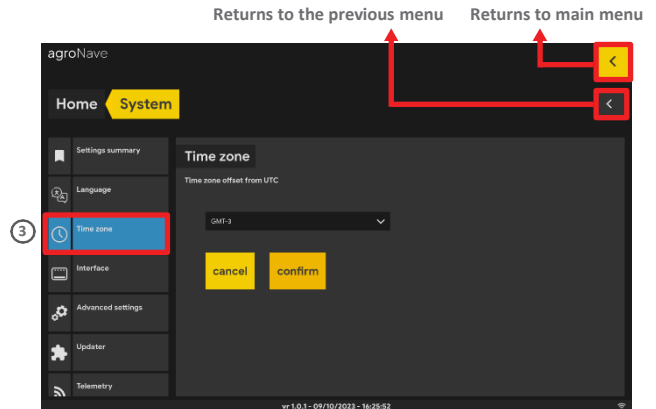 Returns to the previous menu
Returns to main menu
agroNave
Home
System
Settings summary
Language
3
Time zone
Interface
Advanced settings
Updater
Telemetry
Time zone
Time zone offset from UTC
GMT-3
cancel
confirm
vr 1.0.1 - 09/10/2023 - 16:25:52